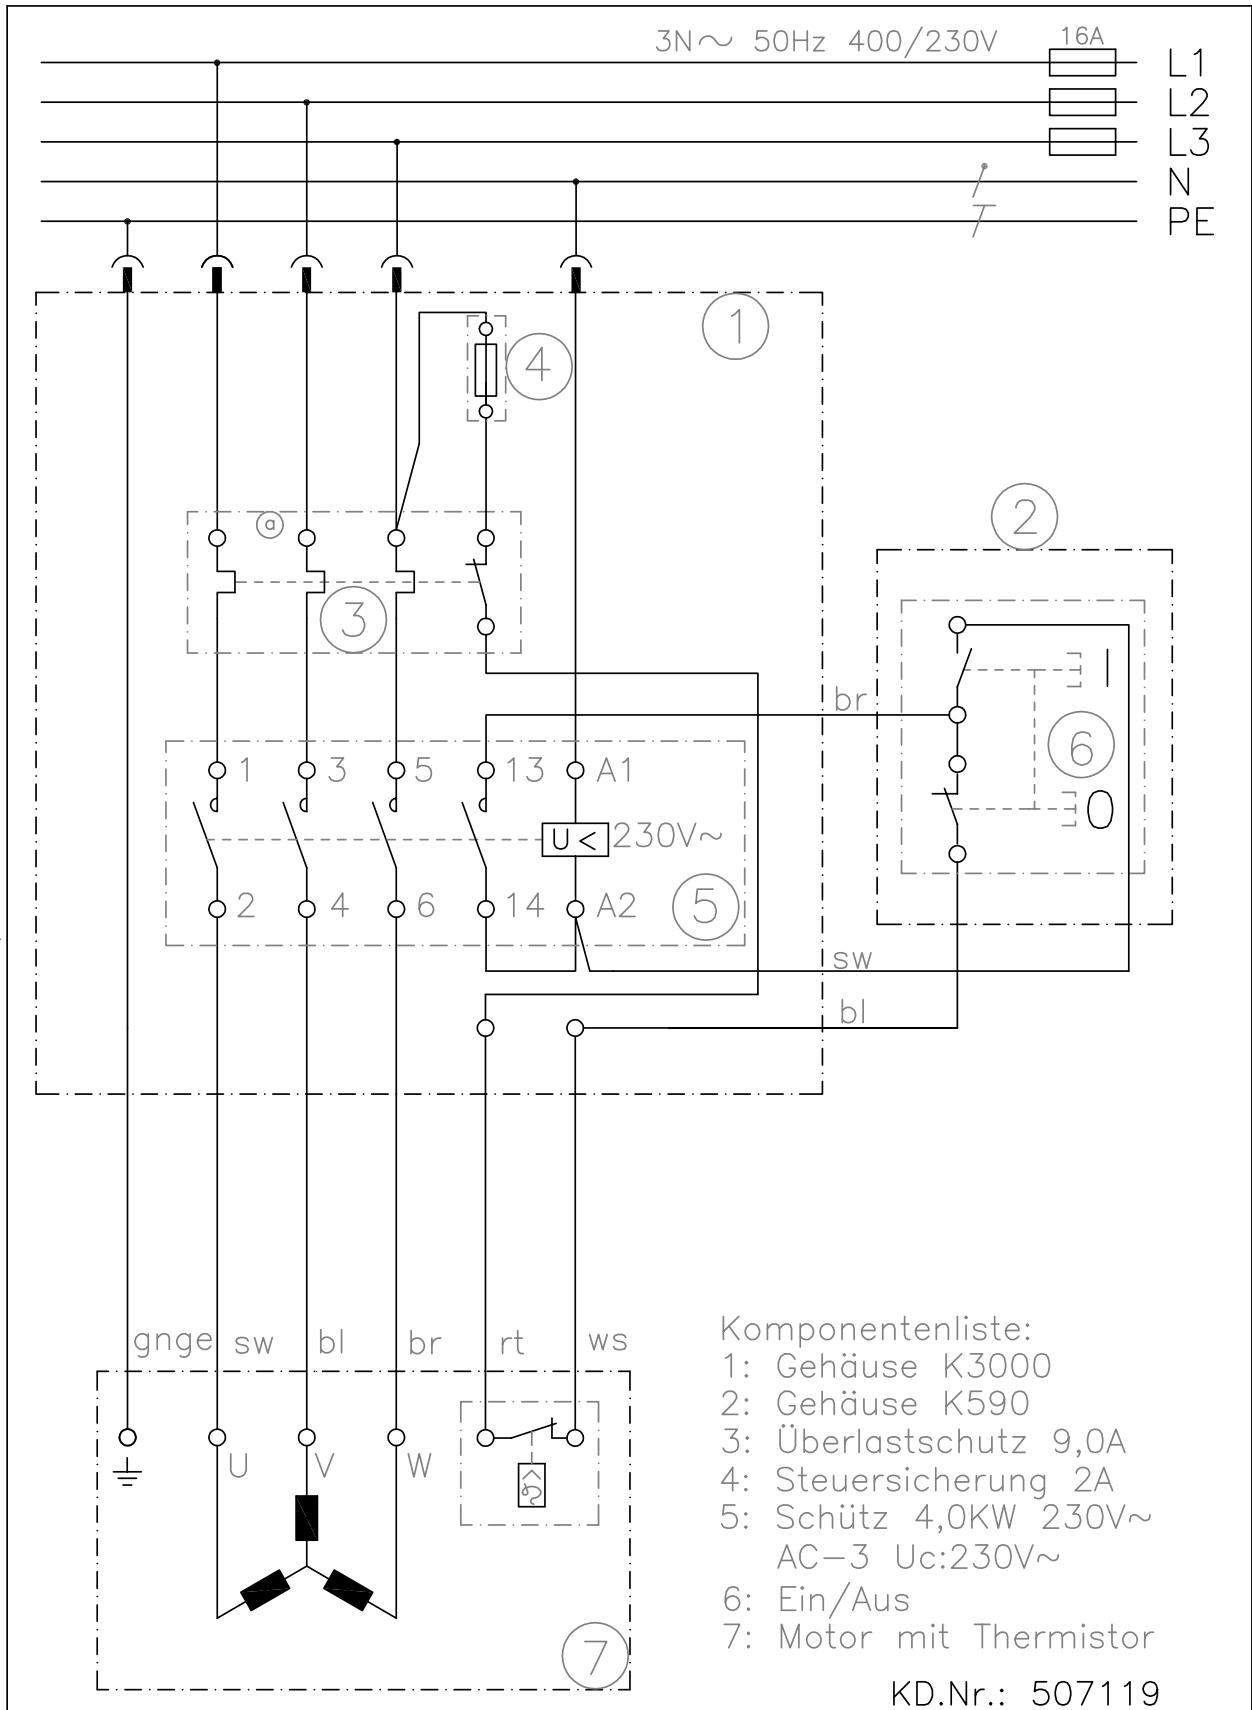 3N~ 50Hz 400/230V
16A
L1
L2
L3
N
PE
1
4
2
a
3
br
6
1
3
5
13
A1
U <
230V~
2
4
6
14
A2
5
sw
bl
gnge
sw
bl
br
rt
ws
U
V
W
7
Komponentenliste:
1: Gehäuse K3000
2: Gehäuse K590
3: Überlastschutz 9,0A
4: Steuersicherung 2A
5: Schütz 4,0KW 230V~
AC-3 Uc:230V~
6: Ein/Aus
7: Motor mit Thermistor
KD.Nr.: 507119